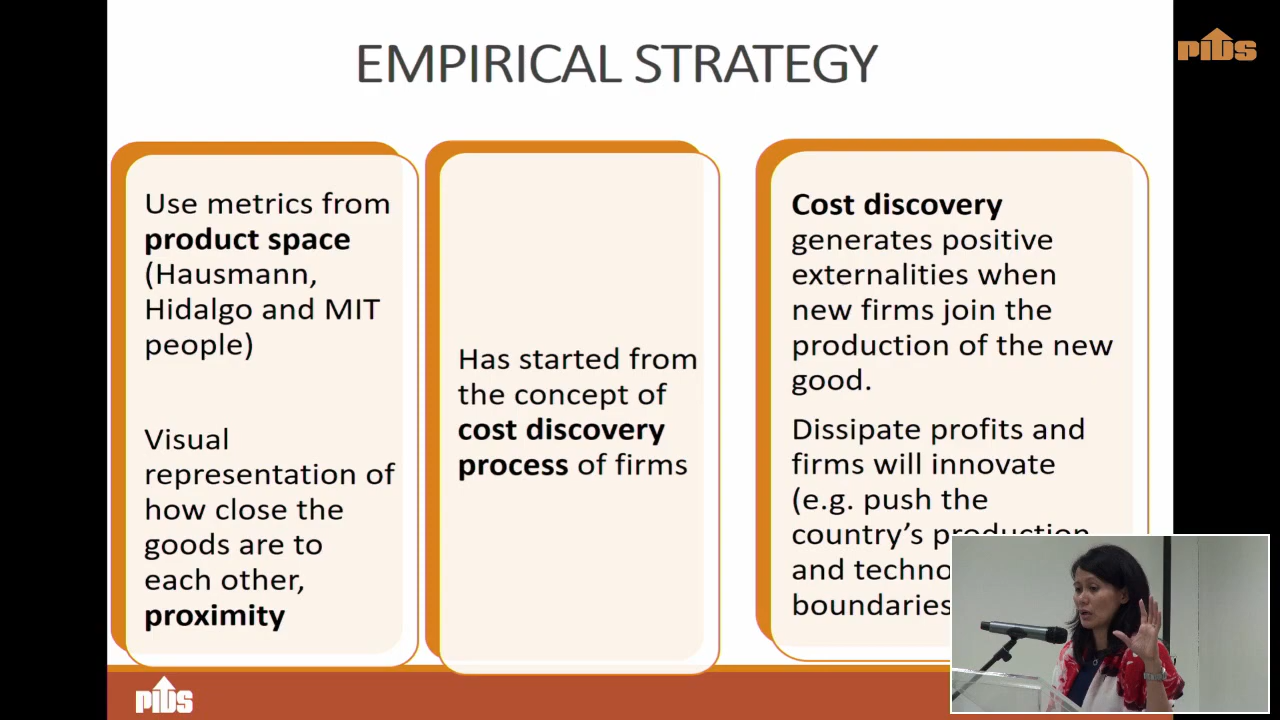 EMPIRICAL STRATEGY
PIDS
Use metrics from
product space
(Hausmann,
Hidalgo and MIT
people)
Visual
representation of
how close the
goods are to
each other,
proximity
Has started from
the concept of
cost discovery
process of firms
Cost discovery
generates positive
externalities when
new firms join the
production of the new
good.
Dissipate profits and
firms will innovate
(e.g. push the
country's production
and
boundaries
PIDS